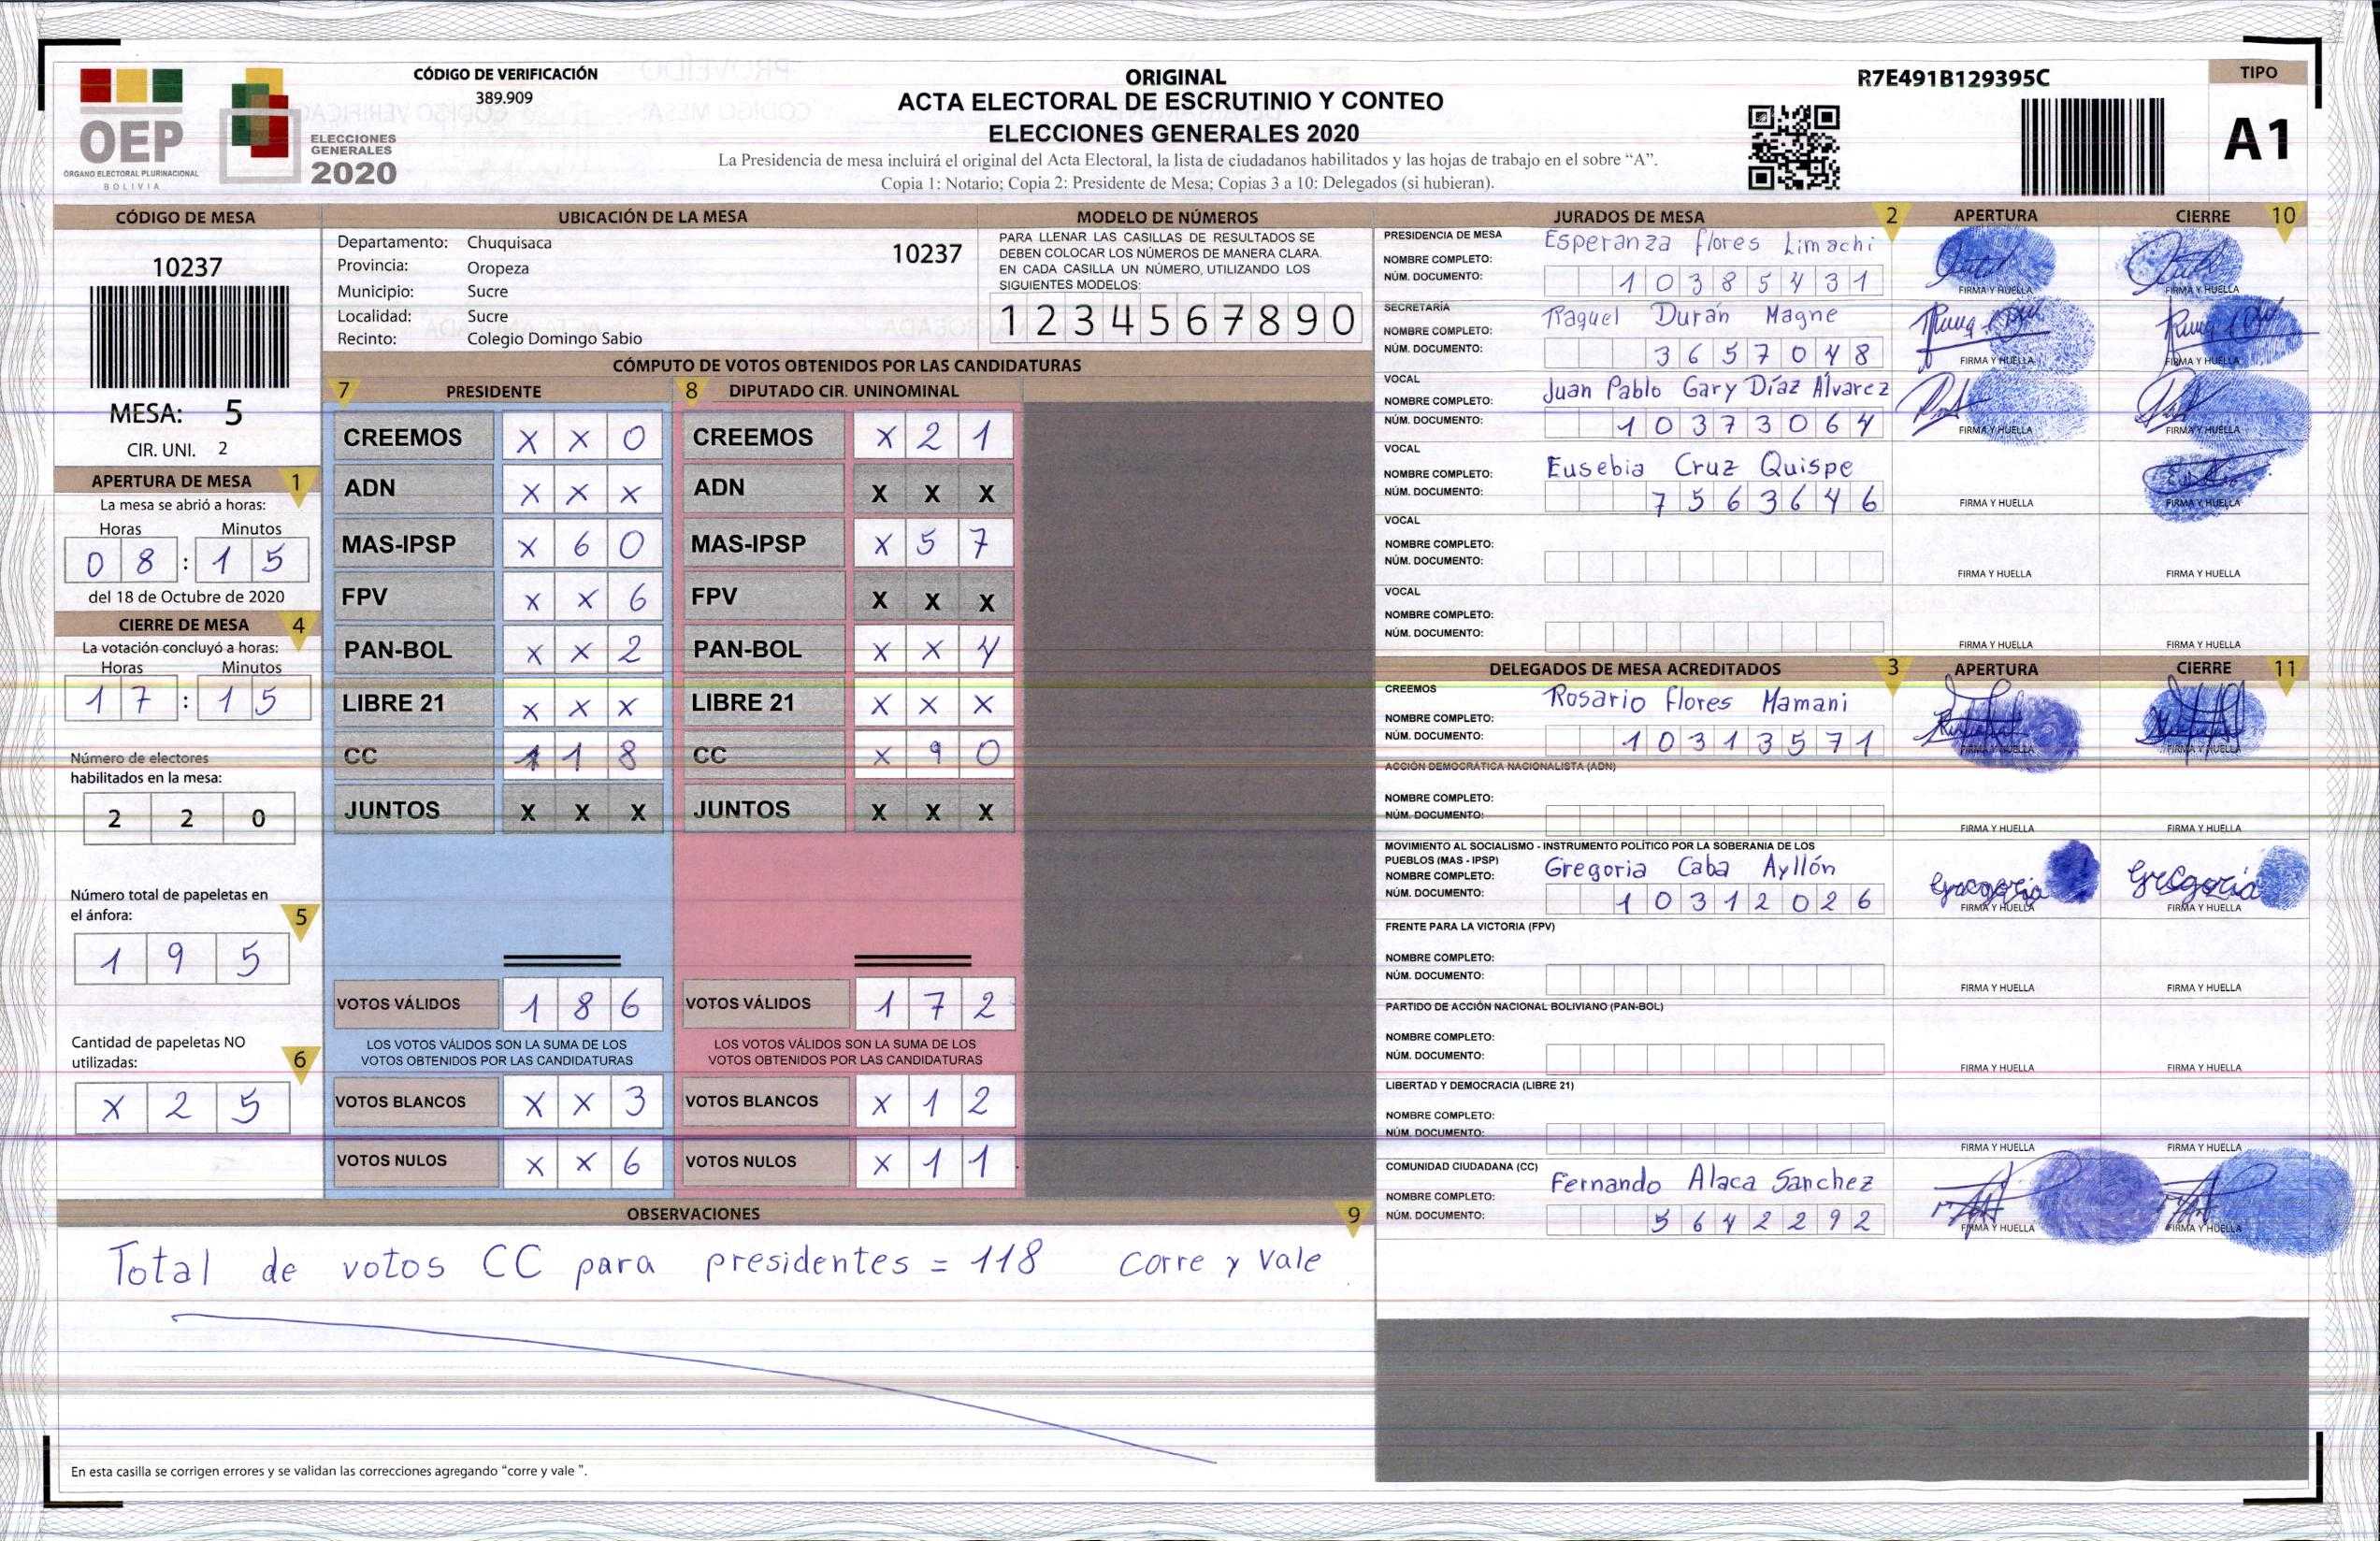 CÓDIGO DE VERIFICACIÓN
389.909
OEP
ÓRGANO ELECTORAL PLURINACIONAL
BOLIVIA
ELECCIONES
GENERALES
2020
ORIGINAL
ACTA ELECTORAL DE ESCRUTINIO Y CONTEO
ELECCIONES GENERALES 2020
La Presidencia de mesa incluirá el original del Acta Electoral, la lista de ciudadanos habilitados y las hojas de trabajo en el sobre “A”.
Copia 1: Notario; Copia 2: Presidente de Mesa; Copias 3 a 10: Delegados (si hubieran).
R7E491B129395C
TIPO
A1
CÓDIGO DE MESA
10237
MESA: 5
CIR. UNI. 2
APERTURA DE MESA 1
La mesa se abrió a horas:
Horas Minutos
0 8 : 1 5
del 18 de Octubre de 2020
CIERRE DE MESA 4
La votación concluyó a horas:
Horas Minutos
1 7 : 1 5
Número de electores
habilitados en la mesa:
2 2 0
Número total de papeletas en
el ánfora: 5
1 9 5
Cantidad de papeletas NO
utilizadas: 6
X 2 5
UBICACIÓN DE LA MESA
Departamento: Chuquisaca 10237
Provincia: Oropeza
Municipio: Sucre
Localidad: Sucre
Recinto: Colegio Domingo Sabio
MODELO DE NÚMEROS
PARA LLENAR LAS CASILLAS DE RESULTADOS SE
DEBEN COLOCAR LOS NÚMEROS DE MANERA CLARA.
EN CADA CASILLA UN NÚMERO, UTILIZANDO LOS
SIGUIENTES MODELOS:
1 2 3 4 5 6 7 8 9 0
CÓMPUTO DE VOTOS OBTENIDOS POR LAS CANDIDATURAS
7 PRESIDENTE 8 DIPUTADO CIR. UNINOMINAL
CREEMOS X X 0 CREEMOS X 2 1
ADN X X X ADN X X X
MAS-IPSP X 6 0 MAS-IPSP X 5 7
FPV X X 6 FPV X X X
PAN-BOL X X 2 PAN-BOL X X 4
LIBRE 21 X X X LIBRE 21 X X X
CC 1 1 8 CC X 9 0
JUNTOS X X X JUNTOS X X X
VOTOS VÁLIDOS 1 8 6 VOTOS VÁLIDOS 1 7 2
LOS VOTOS VÁLIDOS SON LA SUMA DE LOS LOS VOTOS VÁLIDOS SON LA SUMA DE LOS
VOTOS OBTENIDOS POR LAS CANDIDATURAS VOTOS OBTENIDOS POR LAS CANDIDATURAS
VOTOS BLANCOS X X 3 VOTOS BLANCOS X 1 2
VOTOS NULOS X X 6 VOTOS NULOS X 1 1
OBSERVACIONES 9
Total de votos CC para presidentes = 118 Corre y Vale
En esta casilla se corrigen errores y se validan las correcciones agregando “corre y vale ”.
JURADOS DE MESA 2 APERTURA CIERRE 10
PRESIDENCIA DE MESA Esperanza Flores Limachi
NOMBRE COMPLETO:
NÚM. DOCUMENTO: 1 0 3 8 5 4 3 1
FIRMA Y HUELLA FIRMA Y HUELLA
SECRETARÍA Raquel Durán Magne
NOMBRE COMPLETO:
NÚM. DOCUMENTO: 3 6 5 7 0 4 8
FIRMA Y HUELLA FIRMA Y HUELLA
VOCAL Juan Pablo Gary Díaz Álvarez
NOMBRE COMPLETO:
NÚM. DOCUMENTO: 1 0 3 7 3 0 6 4
FIRMA Y HUELLA FIRMA Y HUELLA
VOCAL
NOMBRE COMPLETO: Eusebia Cruz Quispe
NÚM. DOCUMENTO: 7 5 6 3 6 4 6
FIRMA Y HUELLA FIRMA Y HUELLA
VOCAL
NOMBRE COMPLETO:
NÚM. DOCUMENTO:
FIRMA Y HUELLA FIRMA Y HUELLA
VOCAL
NOMBRE COMPLETO:
NÚM. DOCUMENTO:
FIRMA Y HUELLA FIRMA Y HUELLA
DELEGADOS DE MESA ACREDITADOS 3 APERTURA CIERRE 11
CREEMOS Rosario Flores Mamani
NOMBRE COMPLETO:
NÚM. DOCUMENTO: 1 0 3 1 3 5 7 1
FIRMA Y HUELLA FIRMA Y HUELLA
ACCIÓN DEMOCRÁTICA NACIONALISTA (ADN)
NOMBRE COMPLETO:
NÚM. DOCUMENTO:
FIRMA Y HUELLA FIRMA Y HUELLA
MOVIMIENTO AL SOCIALISMO - INSTRUMENTO POLÍTICO POR LA SOBERANIA DE LOS
PUEBLOS (MAS - IPSP) Gregoria Caba Ayllón
NOMBRE COMPLETO:
NÚM. DOCUMENTO: 1 0 3 1 2 0 2 6
Gregoria Gregoria
FIRMA Y HUELLA FIRMA Y HUELLA
FRENTE PARA LA VICTORIA (FPV)
NOMBRE COMPLETO:
NÚM. DOCUMENTO:
FIRMA Y HUELLA FIRMA Y HUELLA
PARTIDO DE ACCIÓN NACIONAL BOLIVIANO (PAN-BOL)
NOMBRE COMPLETO:
NÚM. DOCUMENTO:
FIRMA Y HUELLA FIRMA Y HUELLA
LIBERTAD Y DEMOCRACIA (LIBRE 21)
NOMBRE COMPLETO:
NÚM. DOCUMENTO:
FIRMA Y HUELLA FIRMA Y HUELLA
COMUNIDAD CIUDADANA (CC) Fernando Alaca Sanchez
NOMBRE COMPLETO:
NÚM. DOCUMENTO: 5 6 4 2 2 9 2
FIRMA Y HUELLA FIRMA Y HUELLA